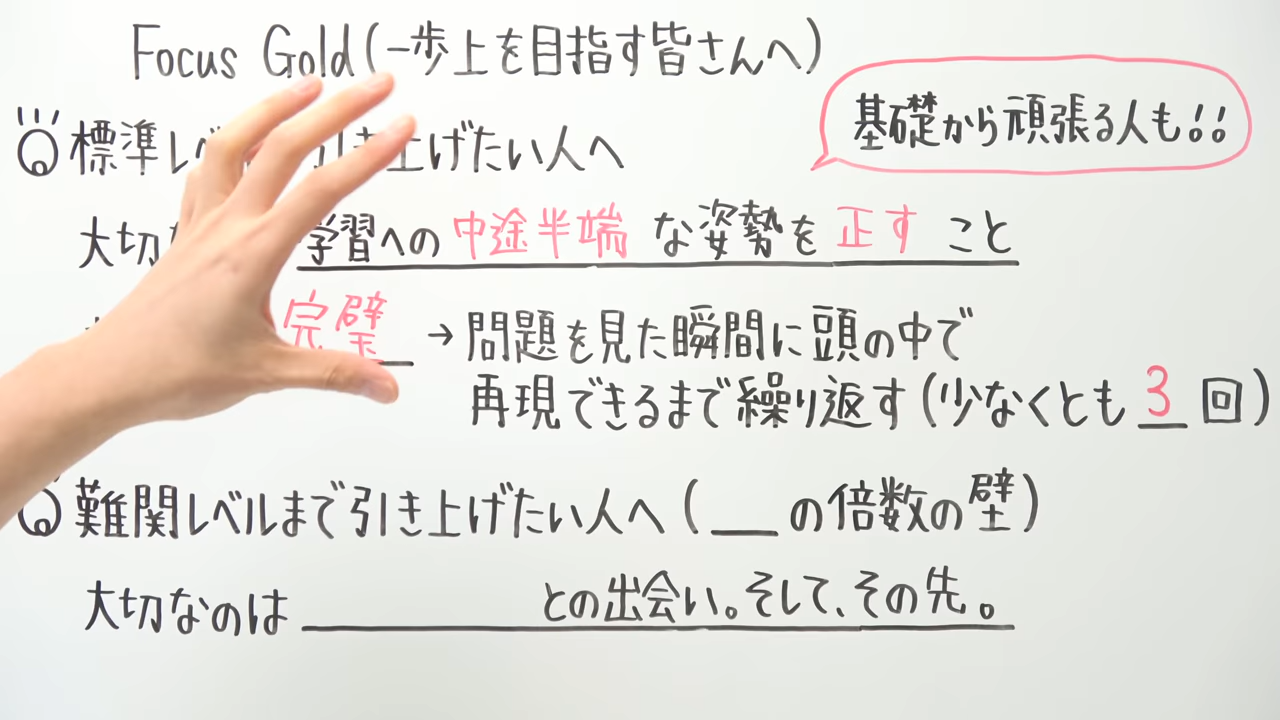 Focus Gold(一歩上を目指す皆さんへ)
基礎から頑張る人も!!
標準レベ 引き上げたい人へ
大切な 学習への中途半端な姿勢を正すこと
完璧 → 問題を見た瞬間に頭の中で
再現できるまで繰り返す(少なくとも3回)
難関レベルまで引き上げたい人へ(__の倍数の壁)
大切なのは との出会い。そして、その先。